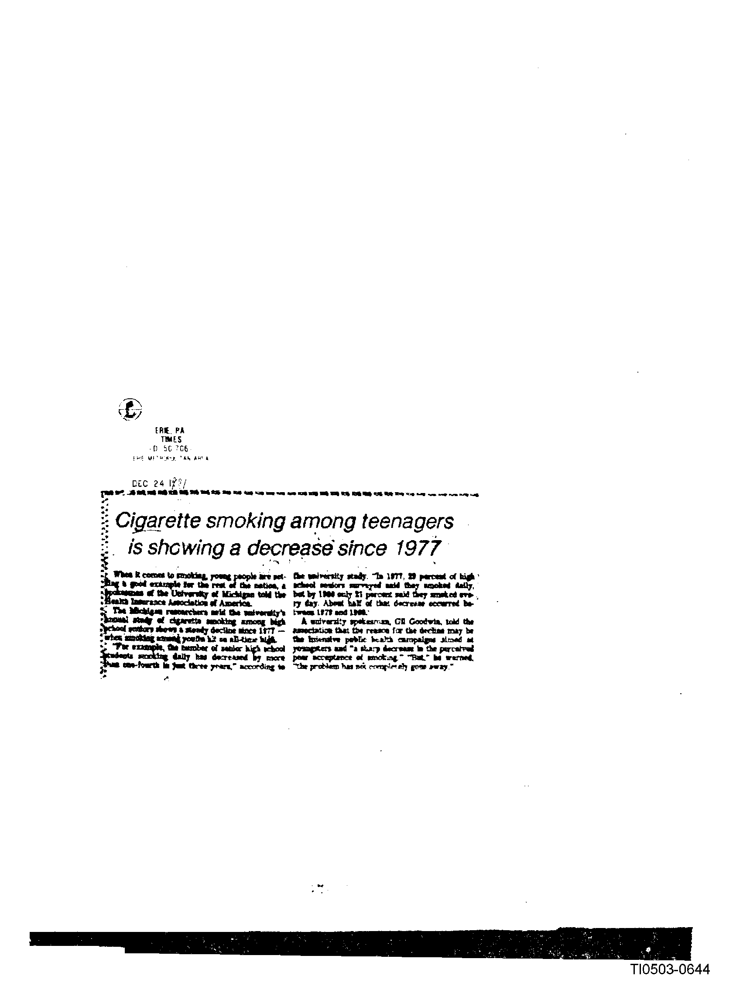 ERIE, PA
TIMES
D 50,706
DEC 24
Cigarette smoking among teenagers
is showing a decrease since 1977
When it comes to smoking, young people are set-
ting a good example for the rest of the nation, a
spokesman of the University of Michigan told the
Health Insurance Association of America.
The Michigan researchers said the university's
annual study of cigarette smoking among high
school seniors shows a steady decline since 1977 —
when smoking among youths hit an all-time high.
"For example, the number of senior high school
students smoking daily has decreased by more
than one-fourth in just three years," according to
the university study. "In 1977, 29 percent of high
school seniors surveyed said they smoked daily,
but by 1980 only 21 percent said they smoked eve-
ry day. About half of that decrease occurred be-
tween 1979 and 1980."
A university spokesman, Gil Goodwin, told the
association that the reason for the decline may be
the intensive public health campaigns aimed at
youngsters and "a sharp decrease in the perceived
peer acceptance of smoking." "But," he warned,
"the problem has not completely gone away."
TI0503-0644